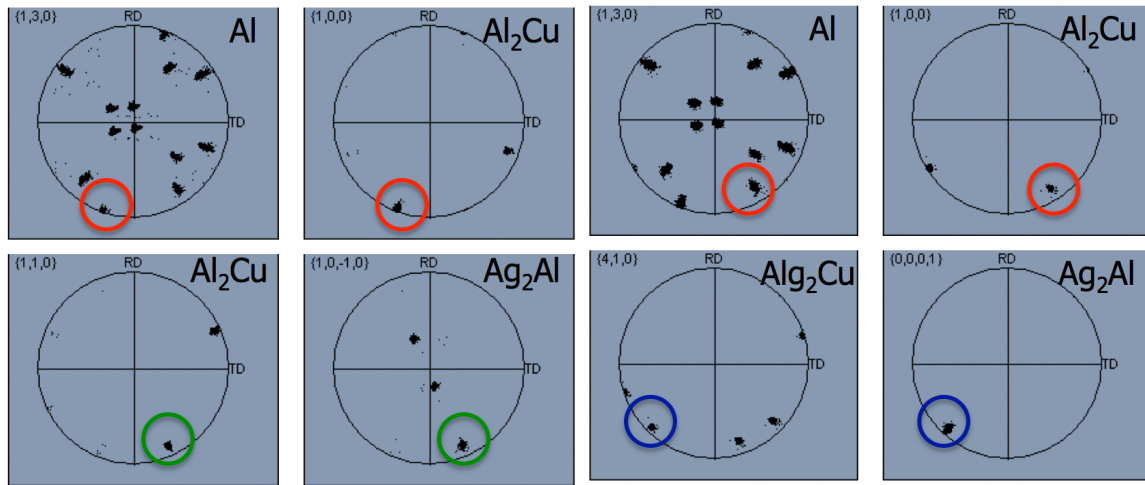 {1,3,0} RD Al
TD
{1,0,0} RD Al₂Cu
TD
{1,3,0} RD Al
TD
{1,0,0} RD Al₂Cu
TD
{1,1,0} RD Al₂Cu
TD
{1,0,-1,0} RD Ag₂Al
TD
{4,1,0} RD Alg₂Cu
TD
{0,0,0,1} RD Ag₂Al
TD